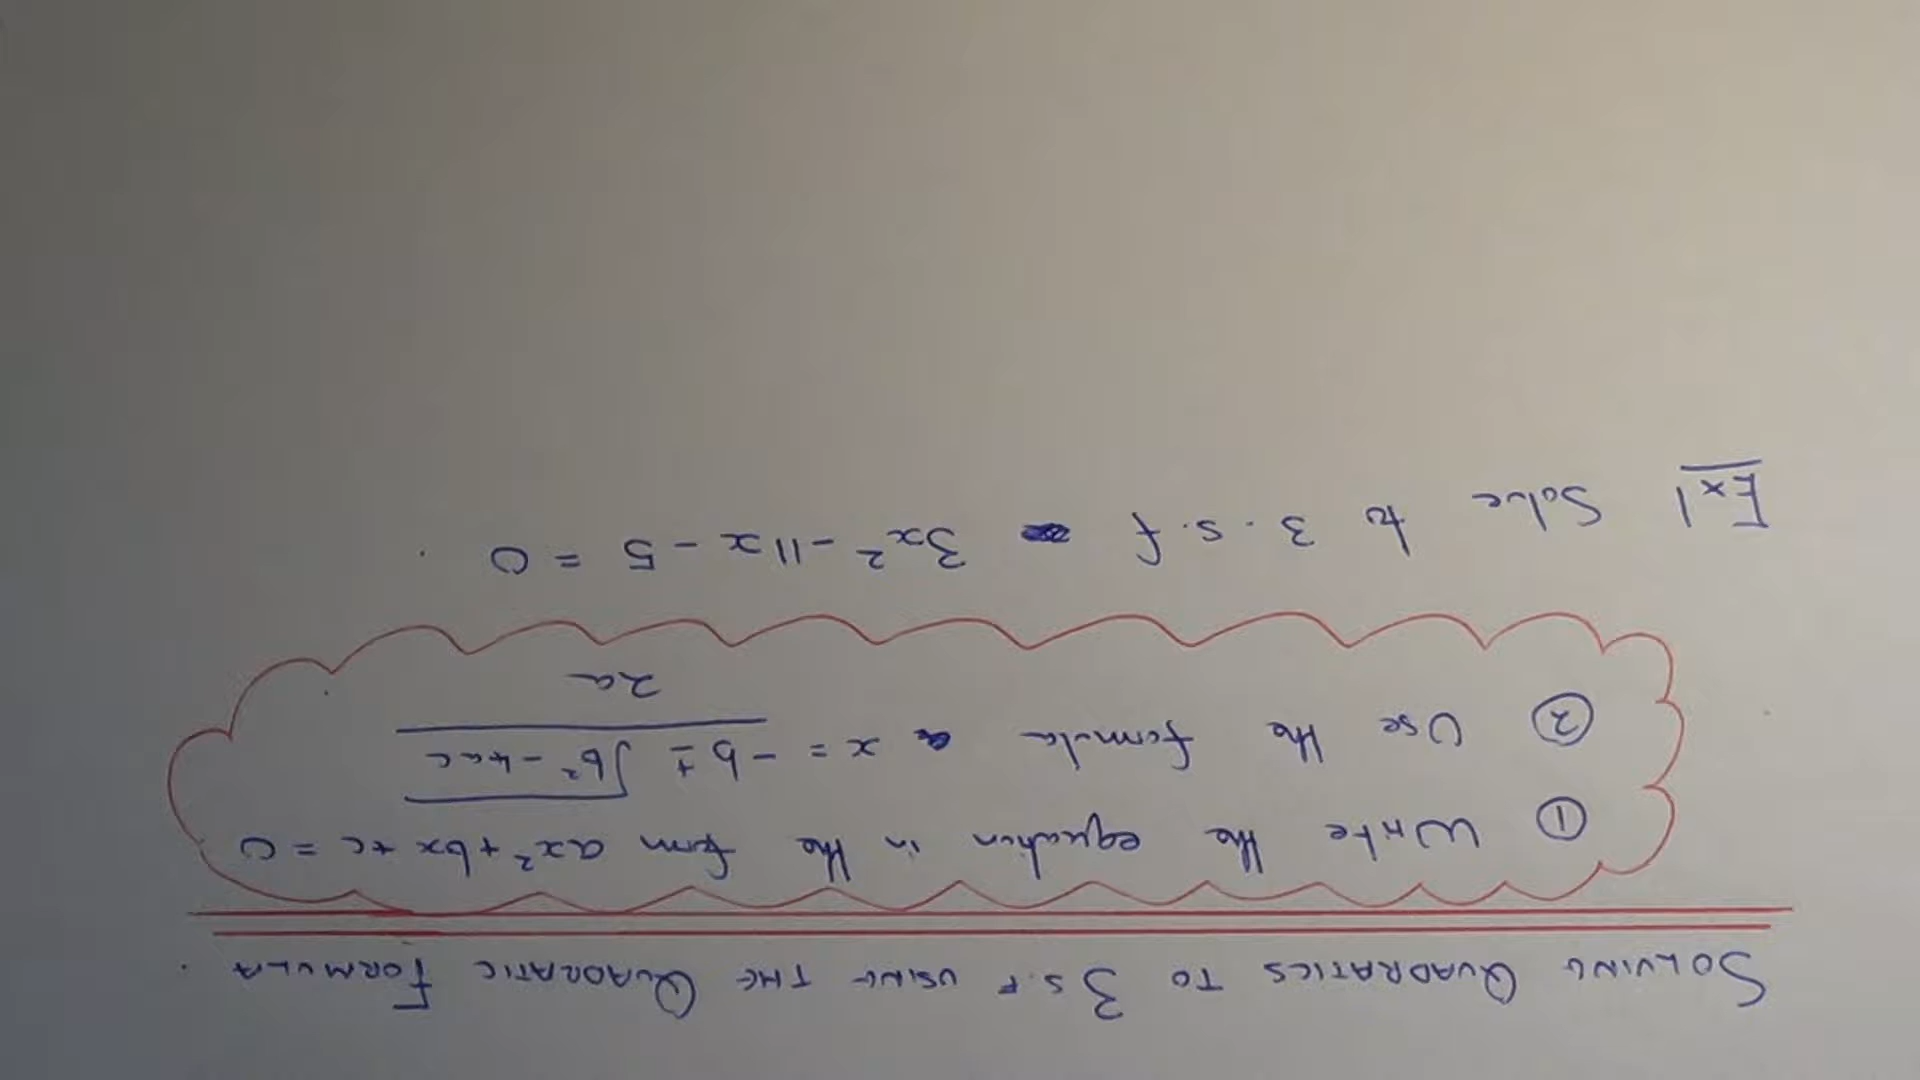 SOLVING QUADRATICS TO 3 S.F USING THE QUADRATIC FORMULA.
① Write the equation in the form ax² + bx + c = 0
② Use the formula x = -b ± √b² - 4ac
2a
Ex1 Solve to 3.s.f 3x² - 11x - 5 = 0.